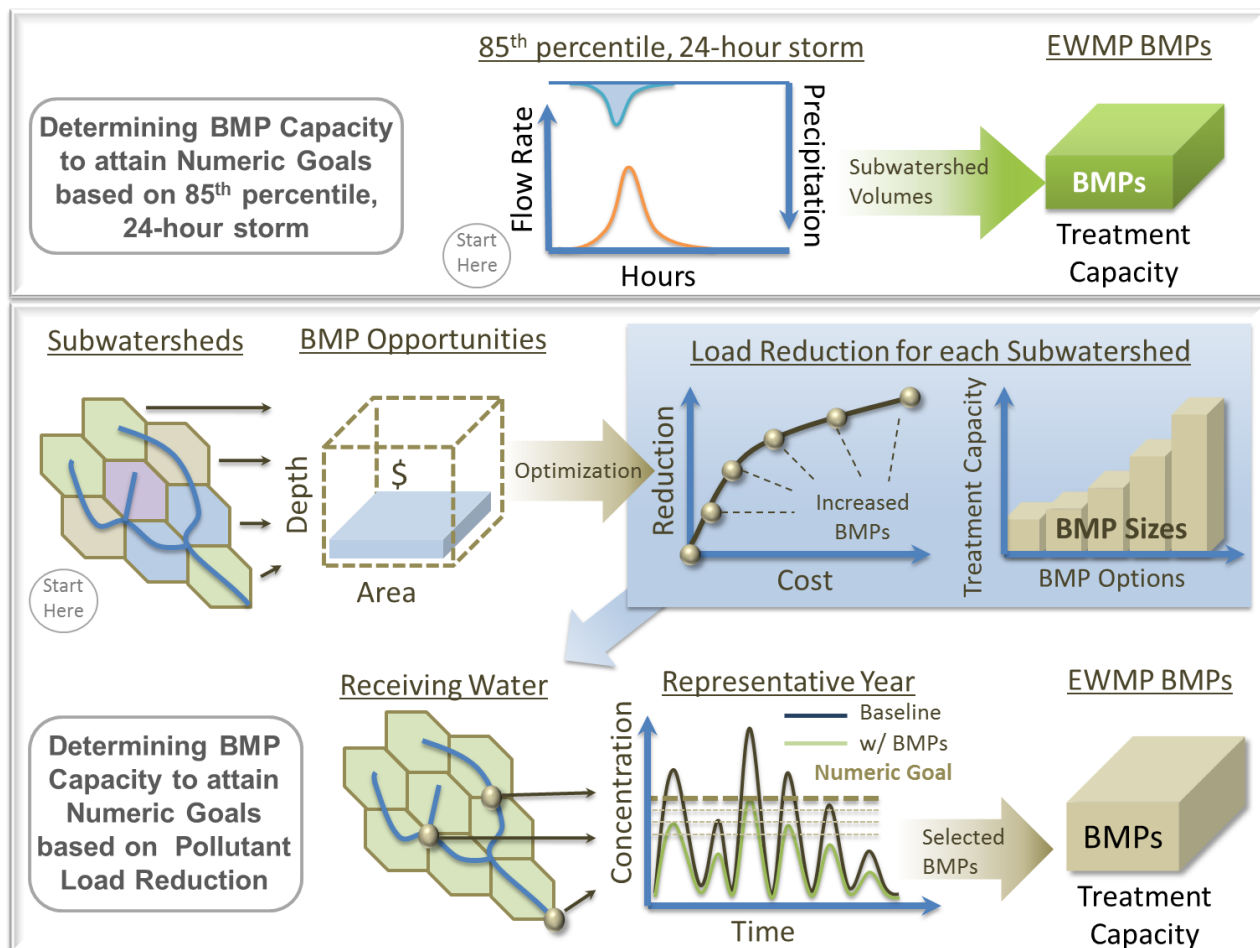 85th percentile, 24-hour storm
EWMP BMPs
Determining BMP Capacity
to attain Numeric Goals
based on 85th percentile,
24-hour storm
Start
Here
Flow Rate
Precipitation
Hours
Subwatershed
Volumes
BMPs
Treatment
Capacity
Subwatersheds
BMP Opportunities
Load Reduction for each Subwatershed
Start
Here
Depth
$
Area
Optimization
Reduction
Increased
BMPs
Cost
Treatment Capacity
BMP Sizes
BMP Options
Receiving Water
Representative Year
EWMP BMPs
Determining BMP
Capacity to attain
Numeric Goals
based on Pollutant
Load Reduction
Concentration
Baseline
w/ BMPs
Numeric Goal
Time
Selected
BMPs
BMPs
Treatment
Capacity